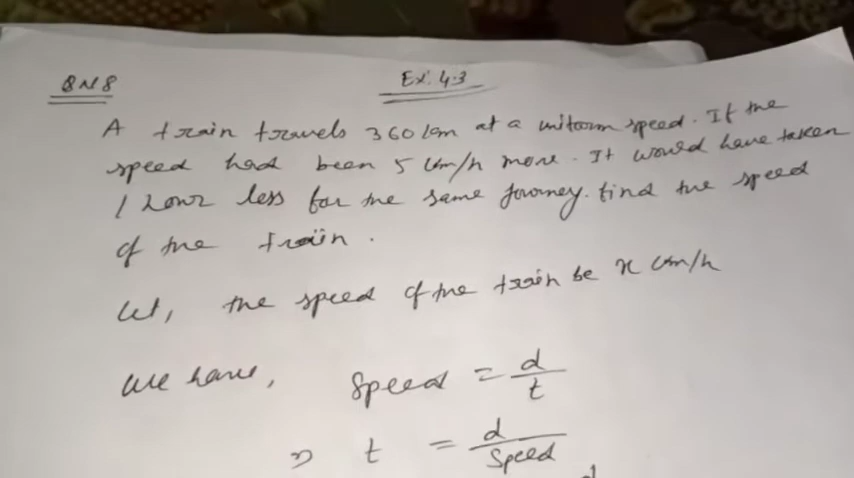 QN 8
Ex. 4.3
A train travels 360 km at a uniform speed. If the
speed had been 5 km/h more. It would have taken
1 hour less for the same journey. find the speed
of the train.
Let, the speed of the train be x km/h
We have, Speed = d/t
⇒ t = d/Speed